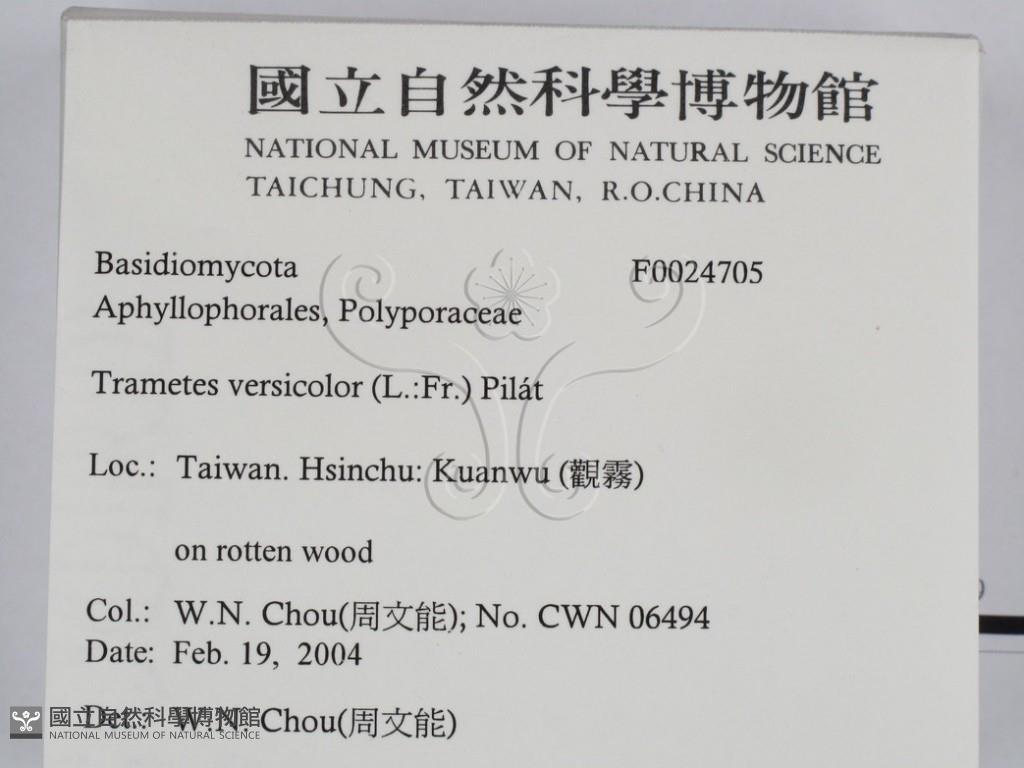 國立自然科學博物館
NATIONAL MUSEUM OF NATURAL SCIENCE
TAICHUNG, TAIWAN, R.O.CHINA
Basidiomycota F0024705
Aphyllophorales, Polyporaceae
Trametes versicolor (L.:Fr.) Pilát
Loc.: Taiwan. Hsinchu: Kuanwu (觀霧)
on rotten wood
Col.: W.N. Chou(周文能); No. CWN 06494
Date: Feb. 19, 2004
Det.: W.N. Chou(周文能)
國立自然科學博物館
NATIONAL MUSEUM OF NATURAL SCIENCE